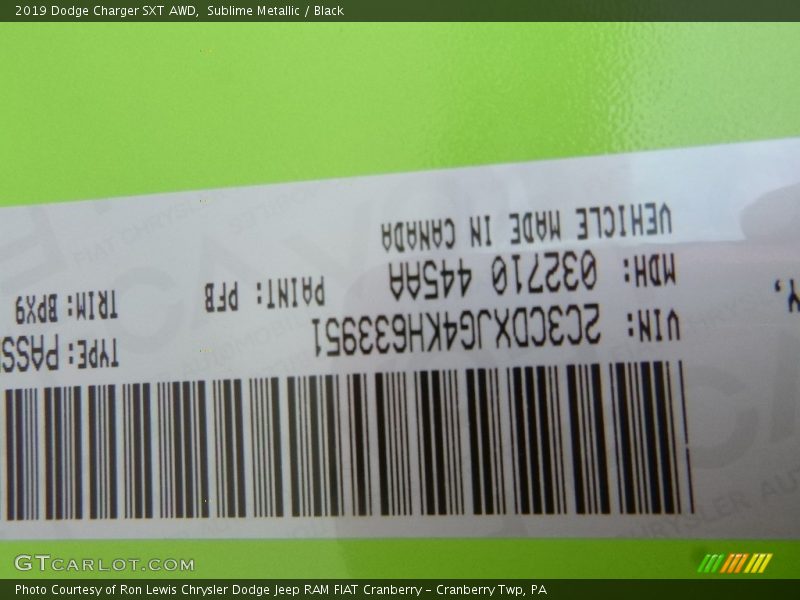 2019 Dodge Charger SXT AWD,  Sublime Metallic / Black
VIN: 2C3CDXJG4KH633951
TYPE: PASS
MDH: 032710 445AA
PAINT: PFB
TRIM: BPX9
VEHICLE MADE IN CANADA
GTCARLOT.COM
Photo Courtesy of Ron Lewis Chrysler Dodge Jeep RAM FIAT Cranberry - Cranberry Twp, PA